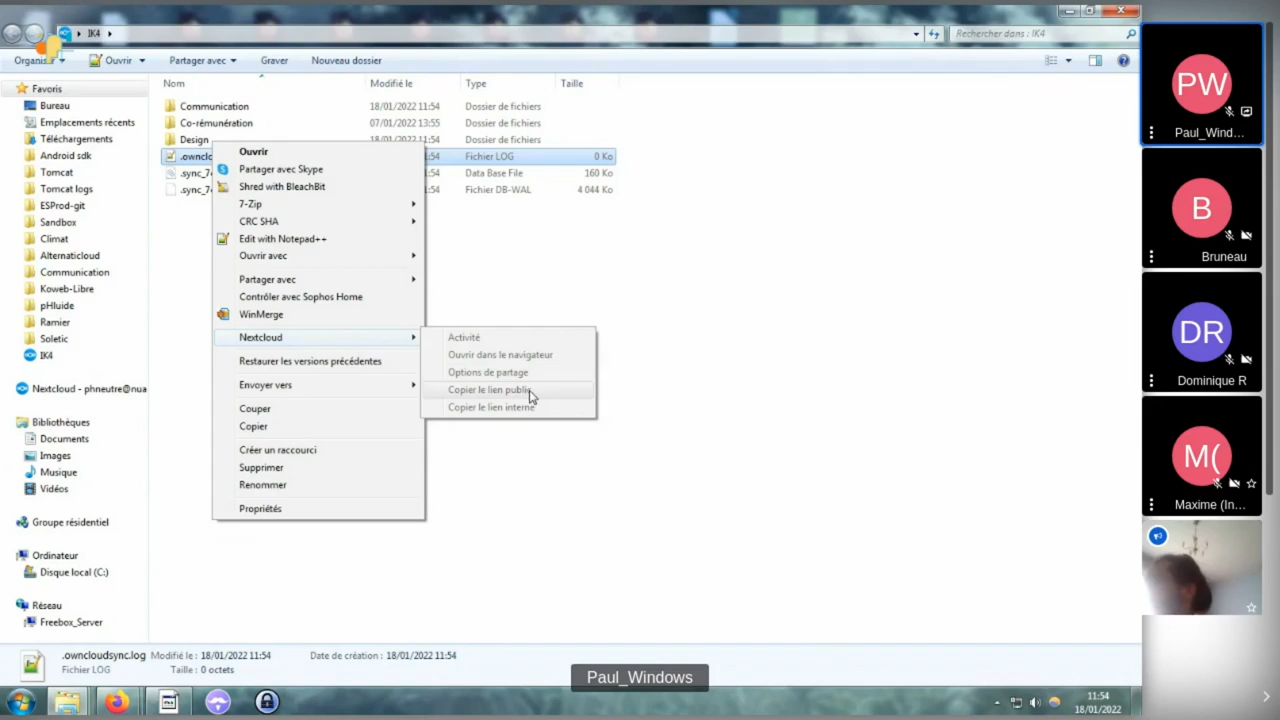 IK4
Rechercher dans : IK4
Organiser
Ouvrir
Partager avec
Graver
Nouveau dossier
Nom
Modifié le
Type
Taille
Communication 18/01/2022 11:54 Dossier de fichiers
Co-rémunération 07/01/2022 13:55 Dossier de fichiers
Design 18/01/2022 11:54 Dossier de fichiers
.owncl :54 Fichier LOG 0 Ko
.sync_7 :54 Data Base File 160 Ko
.sync_7 :54 Fichier DB-WAL 4 044 Ko
Favoris
Bureau
Emplacements récents
Téléchargements
Android sdk
Tomcat
Tomcat logs
ESProd-git
Sandbox
Climat
Alternaticloud
Communication
Koweb-Libre
pHluide
Ramier
Soletic
IK4
Nextcloud - phneutre@nua
Bibliothèques
Documents
Images
Musique
Vidéos
Groupe résidentiel
Ordinateur
Disque local (C:)
Réseau
Freebox_Server
Ouvrir
Partager avec Skype
Shred with BleachBit
7-Zip
CRC SHA
Edit with Notepad++
Ouvrir avec
Partager avec
Contrôler avec Sophos Home
WinMerge
Nextcloud
Restaurer les versions précédentes
Envoyer vers
Couper
Copier
Créer un raccourci
Supprimer
Renommer
Propriétés
Activité
Ouvrir dans le navigateur
Options de partage
Copier le lien public
Copier le lien interne
.owncloudsync.log Modifié le : 18/01/2022 11:54 Date de création : 18/01/2022 11:54
Fichier LOG Taille : 0 octets
Paul_Windows
11:54
18/01/2022
PW
Paul_Wind...
B
Bruneau
DR
Dominique R
M(
Maxime (In...